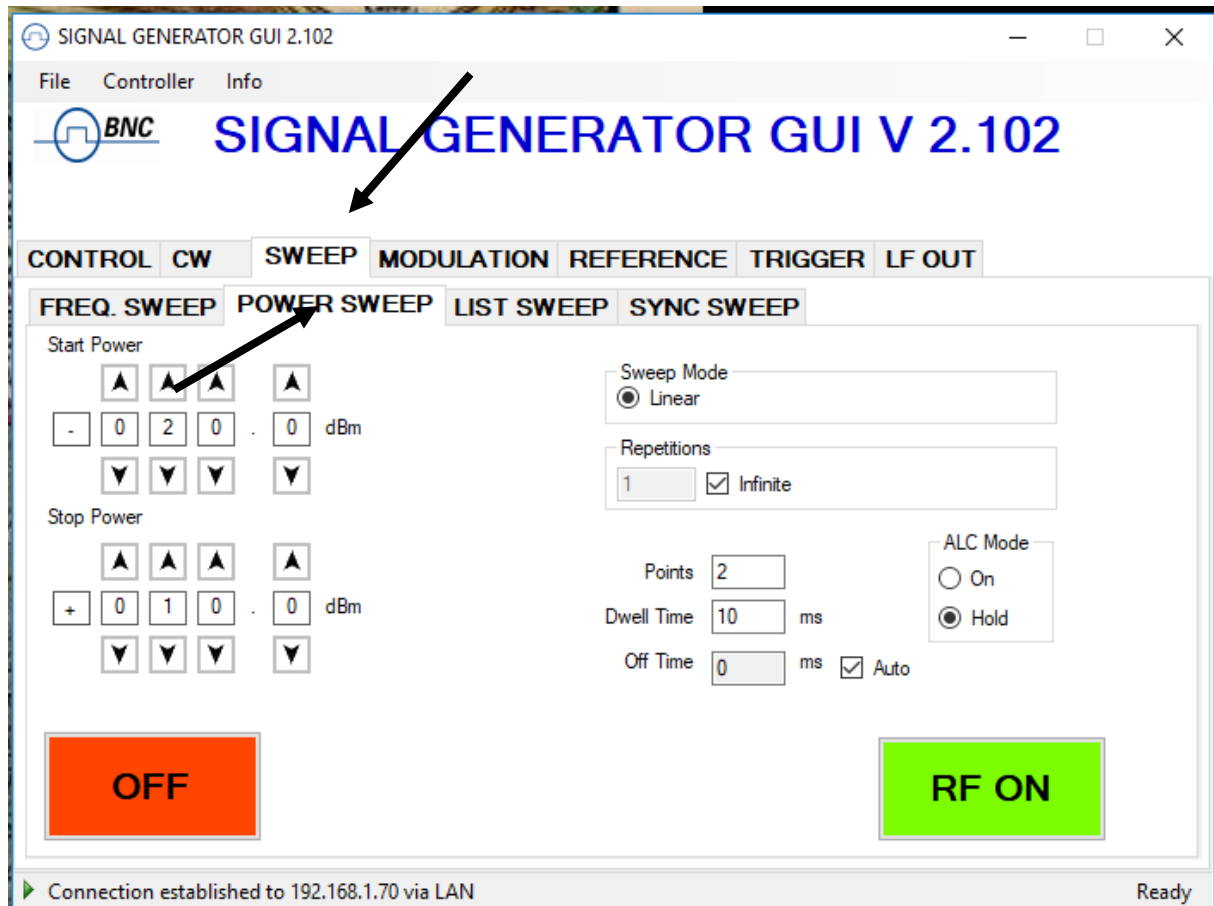 SIGNAL GENERATOR GUI 2.102
File Controller Info
BNC SIGNAL GENERATOR GUI V 2.102
CONTROL CW SWEEP MODULATION REFERENCE TRIGGER LF OUT
FREQ. SWEEP POWER SWEEP LIST SWEEP SYNC SWEEP
Start Power
- 0 2 0 . 0 dBm
Stop Power
+ 0 1 0 . 0 dBm
Sweep Mode
Linear
Repetitions
1 Infinite
Points 2
Dwell Time 10 ms
Off Time 0 ms Auto
ALC Mode
On
Hold
OFF
RF ON
Connection established to 192.168.1.70 via LAN Ready